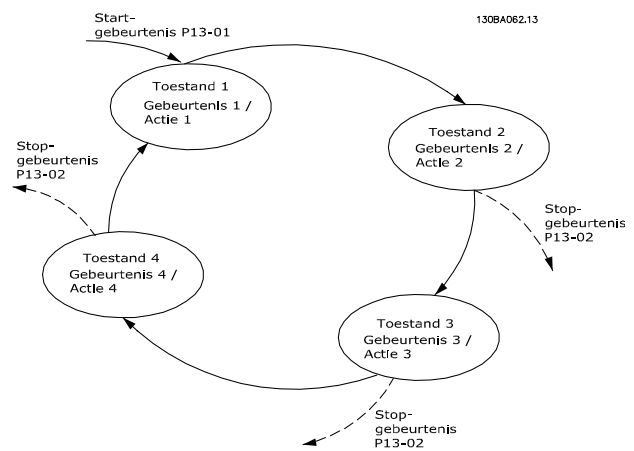 Start-
gebeurtenis P13-01
130BA062.13
Toestand 1
Gebeurtenis 1 /
Actie 1
Toestand 2
Gebeurtenis 2 /
Actie 2
Stop-
gebeurtenis
P13-02
Stop-
gebeurtenis
P13-02
Toestand 4
Gebeurtenis 4 /
Actie 4
Toestand 3
Gebeurtenis 3 /
Actie 3
Stop-
gebeurtenis
P13-02